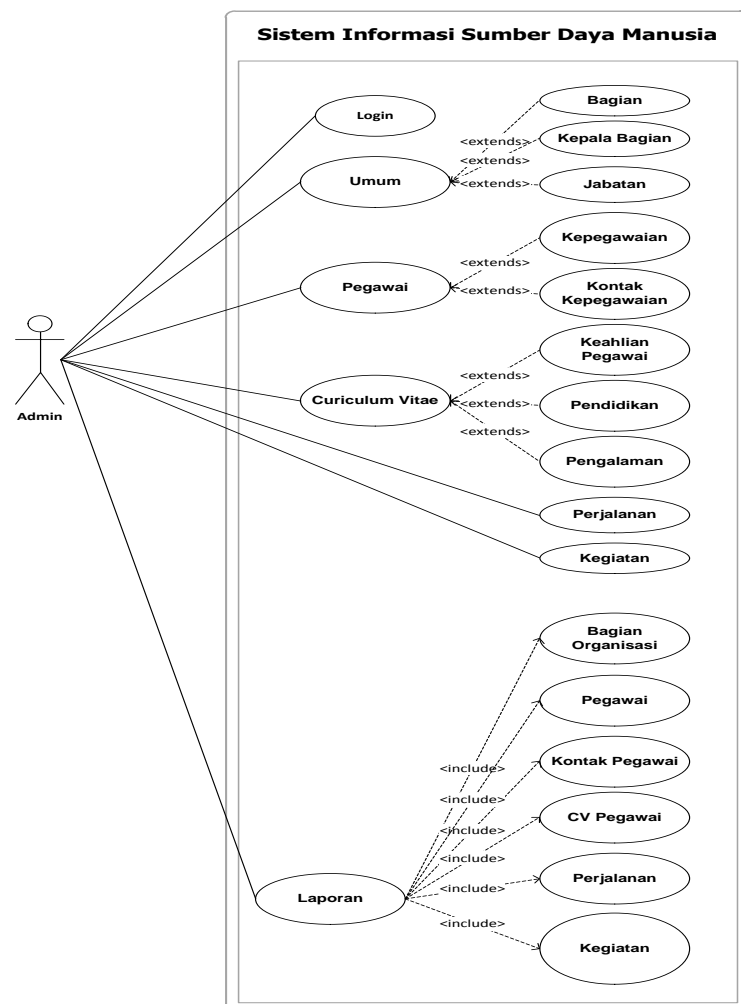 Sistem Informasi Sumber Daya Manusia
Login
Umum
Bagian
Kepala Bagian
Jabatan
<extends>
<extends>
<extends>
Pegawai
Kepegawaian
Kontak
Kepegawaian
<extends>
<extends>
Admin
Curiculum Vitae
Keahlian
Pegawai
Pendidikan
Pengalaman
<extends>
<extends>
<extends>
Perjalanan
Kegiatan
Laporan
Bagian
Organisasi
Pegawai
Kontak Pegawai
CV Pegawai
Perjalanan
Kegiatan
<include>
<include>
<include>
<include>
<include>
<include>